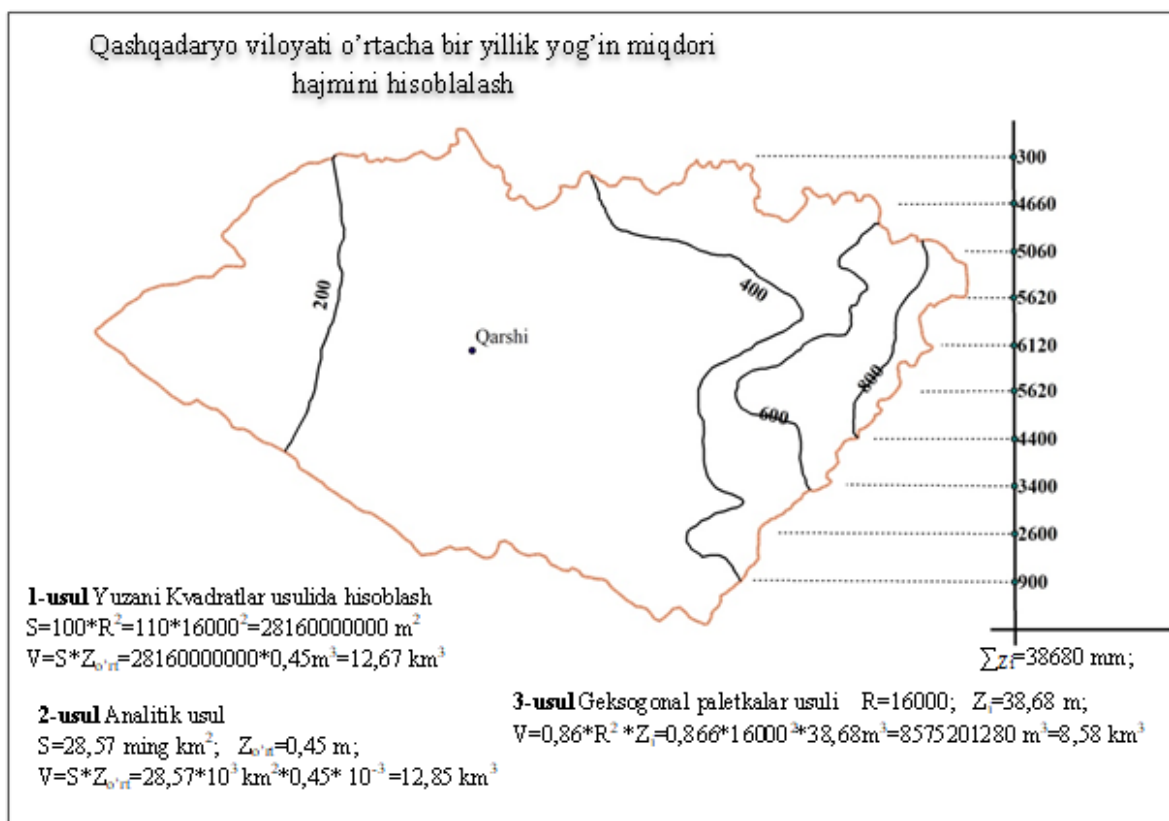 Qashqadaryo viloyati o’rtacha bir yillik yog’in miqdori
hajmini hisoblalash
300
4660
5060
5620
6120
5620
4400
3400
2600
900
200
400
600
800
Qarshi
∑Zi=38680 mm;
1-usul Yuzani Kvadratlar usulida hisoblash
S=100*R²=110*16000²=28160000000 m²
V=S*Zo‘rt=28160000000*0,45m³=12,67 km³
2-usul Analitik usul
S=28,57 ming km²; Zo‘rt=0,45 m;
V=S*Zo‘rt=28,57*10³ km²*0,45* 10⁻³=12,85 km³
3-usul Geksogonal paletkalar usuli R=16000; Zi=38,68 m;
V=0,86*R² *Zi=0,866*16000²*38,68m³=8575201280 m³=8,58 km³